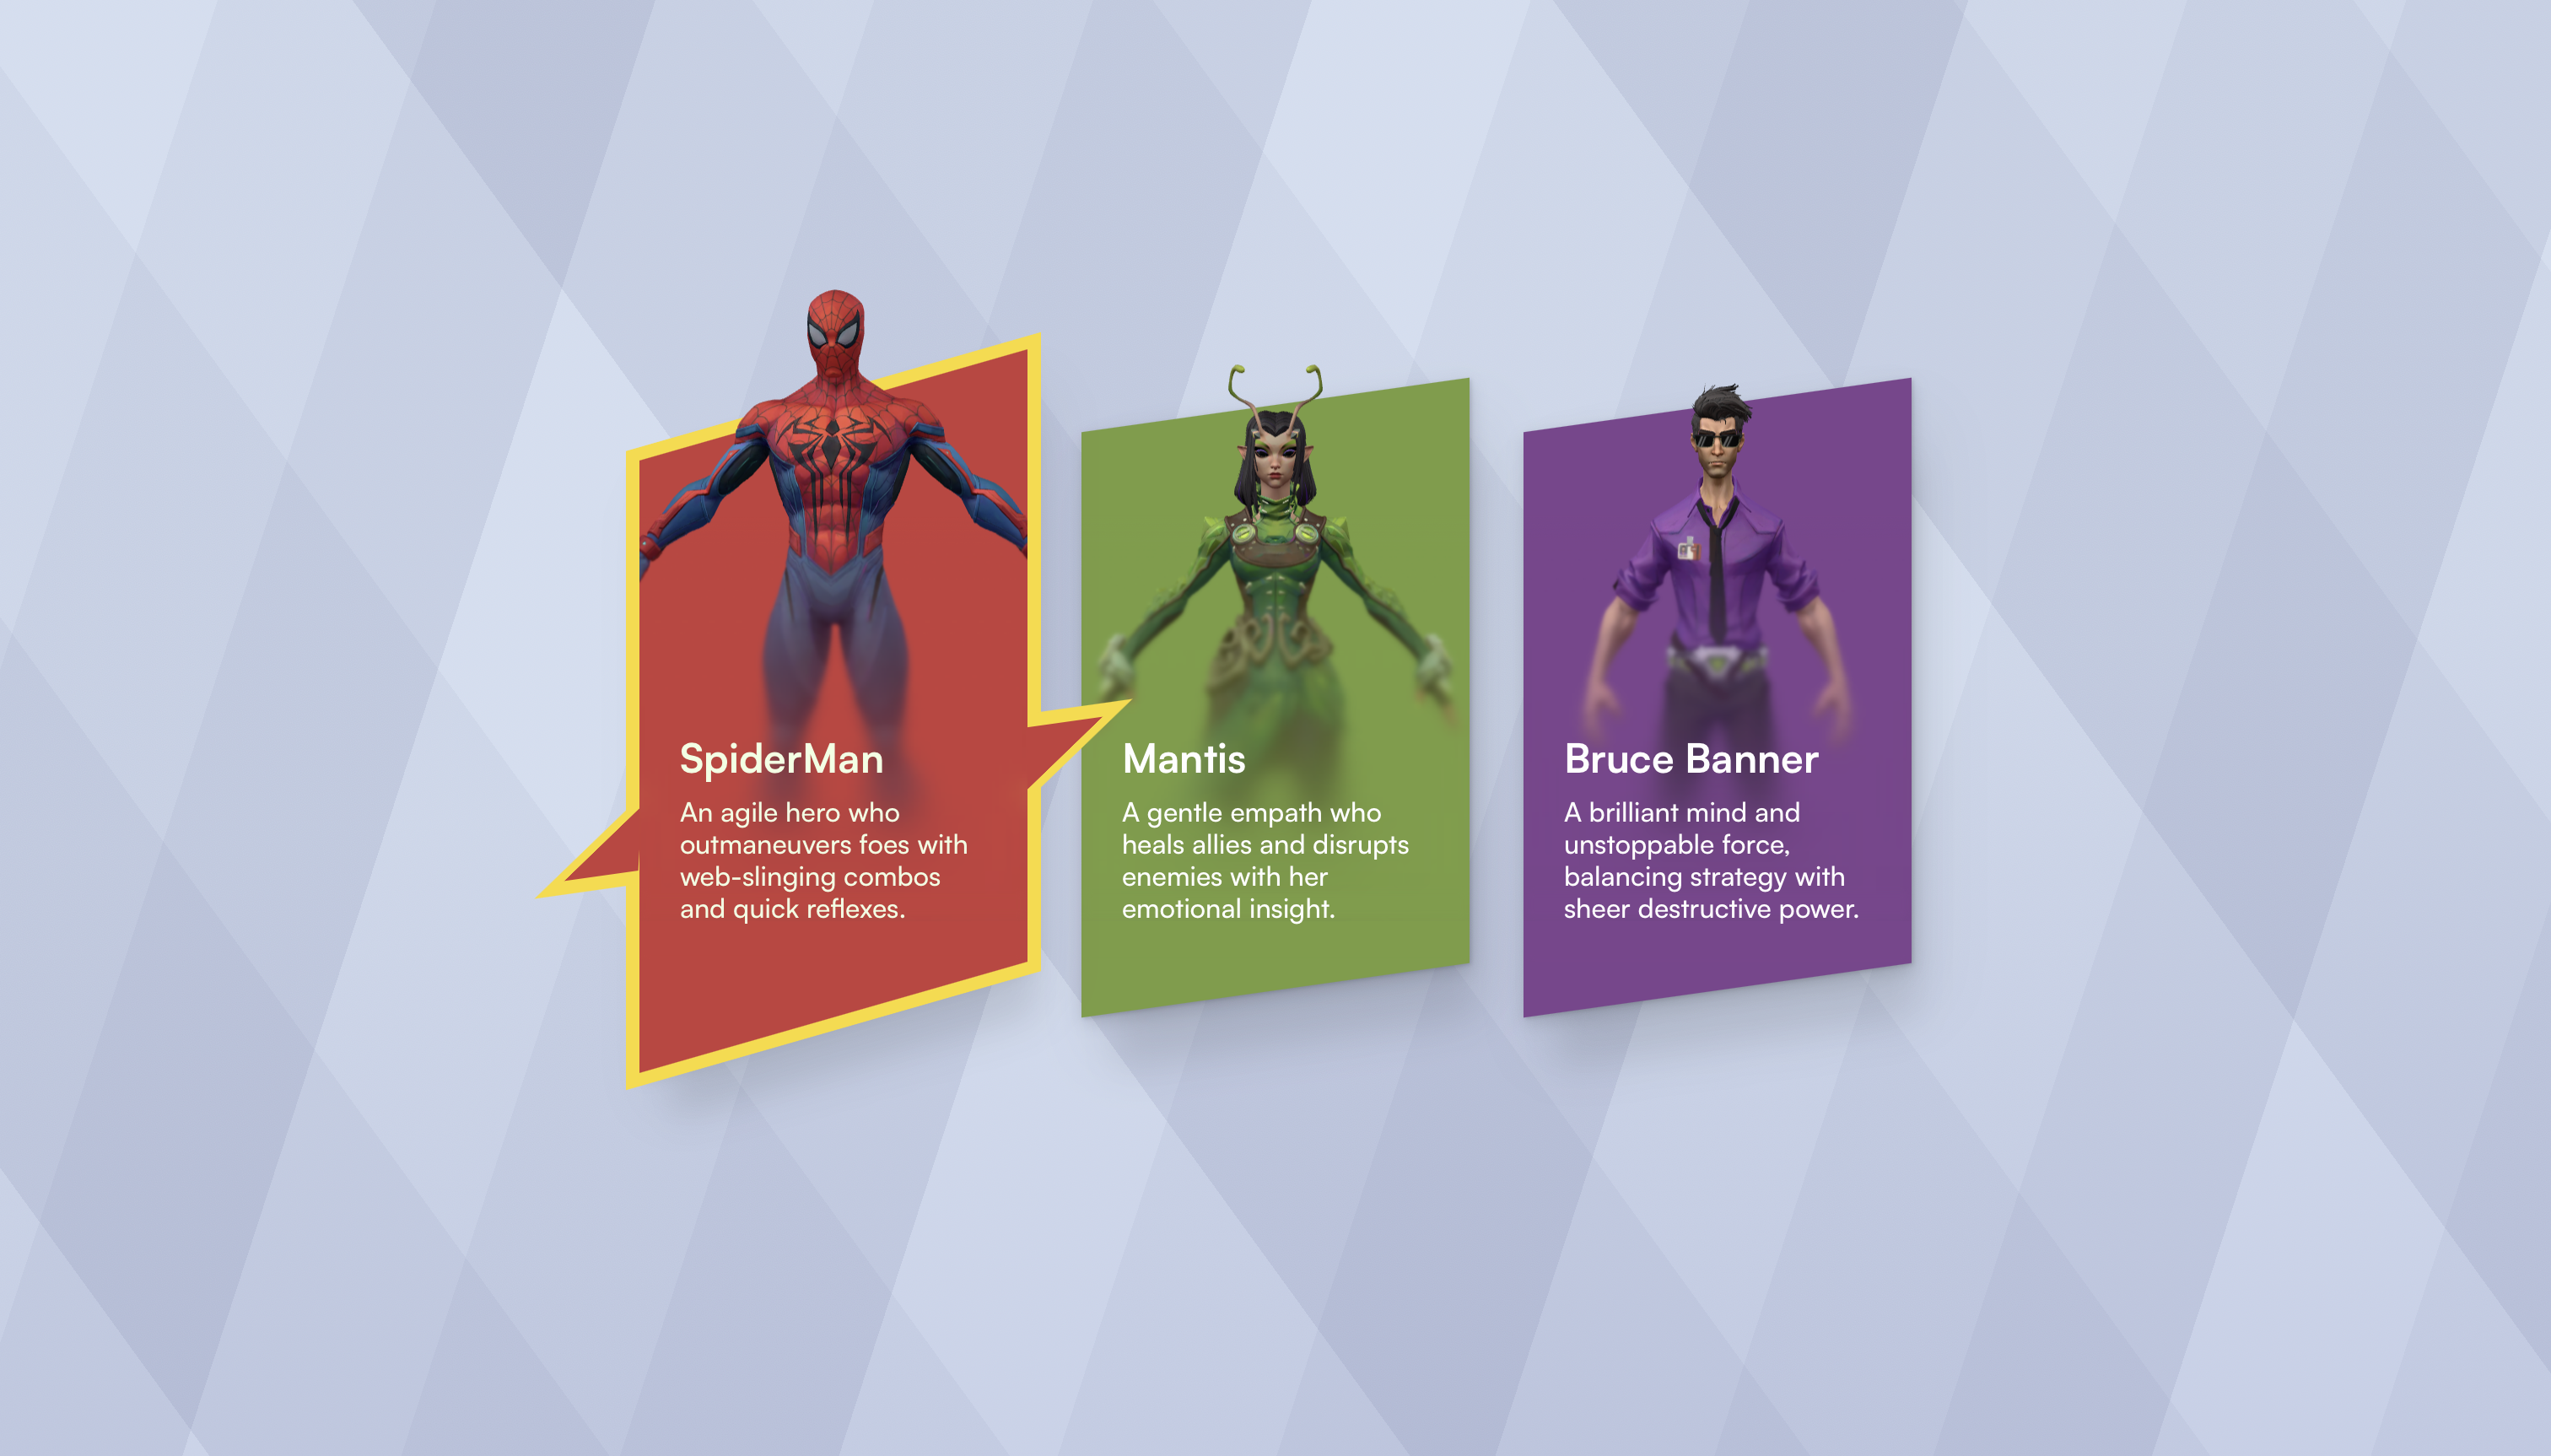 SpiderMan
An agile hero who
outmaneuvers foes with
web-slinging combos
and quick reflexes.
Mantis
A gentle empath who
heals allies and disrupts
enemies with her
emotional insight.
Bruce Banner
A brilliant mind and
unstoppable force,
balancing strategy with
sheer destructive power.